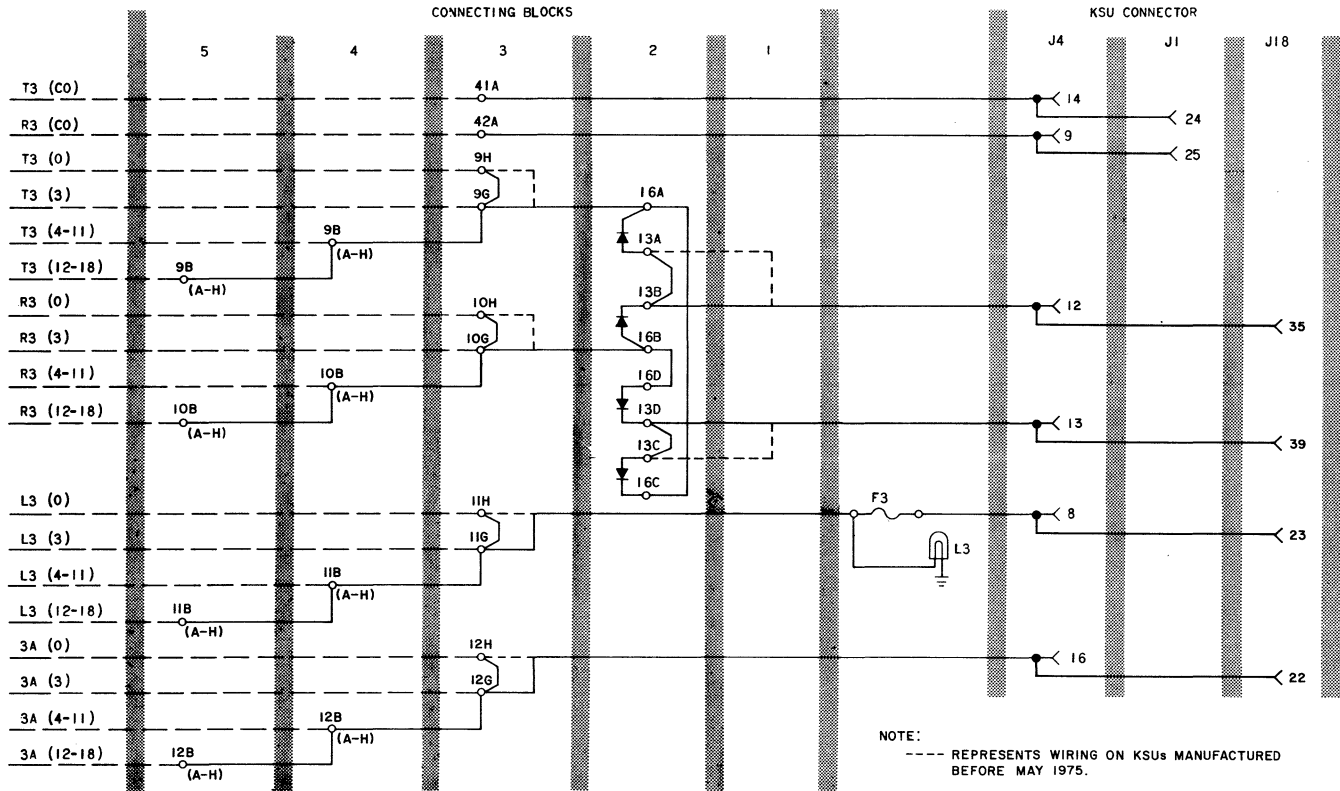 CONNECTING BLOCKS
KSU CONNECTOR
5 4 3 2 1 J4 J1 J18
T3 (CO) 41A 14
24
R3 (CO) 42A 9
25
T3 (0) 9H
T3 (3) 9G 16A
T3 (4-11) 9B 13A
(A-H)
T3 (12-18) 9B
(A-H)
R3 (0) 10H 13B 12
35
R3 (3) 10G 16B
R3 (4-11) 10B 16D
(A-H)
R3 (12-18) 10B 13D 13
(A-H)
39
13C
16C
L3 (0) 11H F3 8
23
L3 (3) 11G L3
L3 (4-11) 11B
(A-H)
L3 (12-18) 11B
(A-H)
3A (0) 12H 16
22
3A (3) 12G
3A (4-11) 12B
(A-H)
3A (12-18) 12B
(A-H)
NOTE:
---- REPRESENTS WIRING ON KSUs MANUFACTURED
BEFORE MAY 1975.